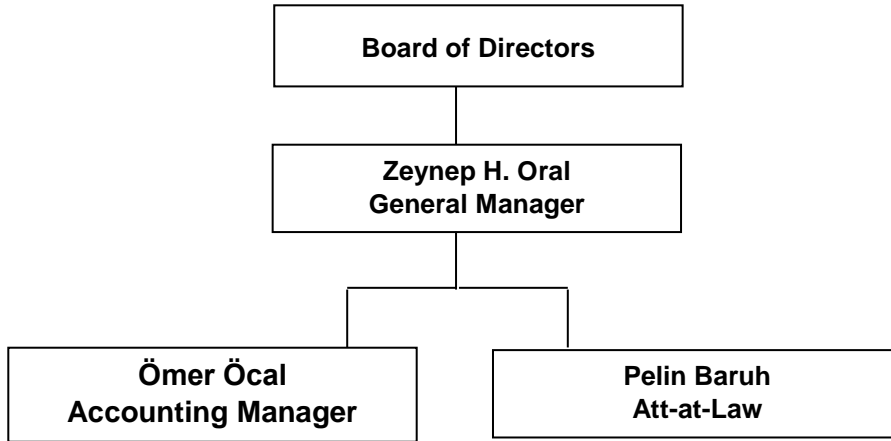 Board of Directors
Zeynep H. Oral
General Manager
Ömer Öcal
Accounting Manager
Pelin Baruh
Att-at-Law